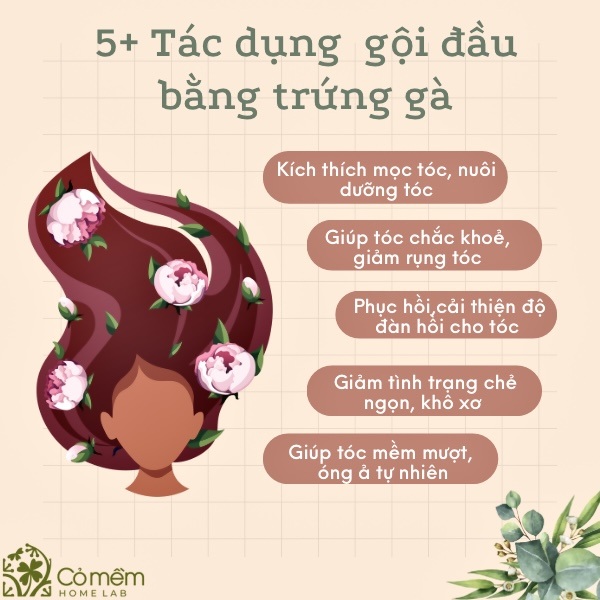 5+ Tác dụng gội đầu
bằng trứng gà
Kích thích mọc tóc, nuôi
dưỡng tóc
Giúp tóc chắc khoẻ,
giảm rụng tóc
Phục hồi,cải thiện độ
đàn hồi cho tóc
Giảm tình trạng chẻ
ngọn, khô xơ
Giúp tóc mềm mượt,
óng ả tự nhiên
Cỏ mềm
HOME LAB